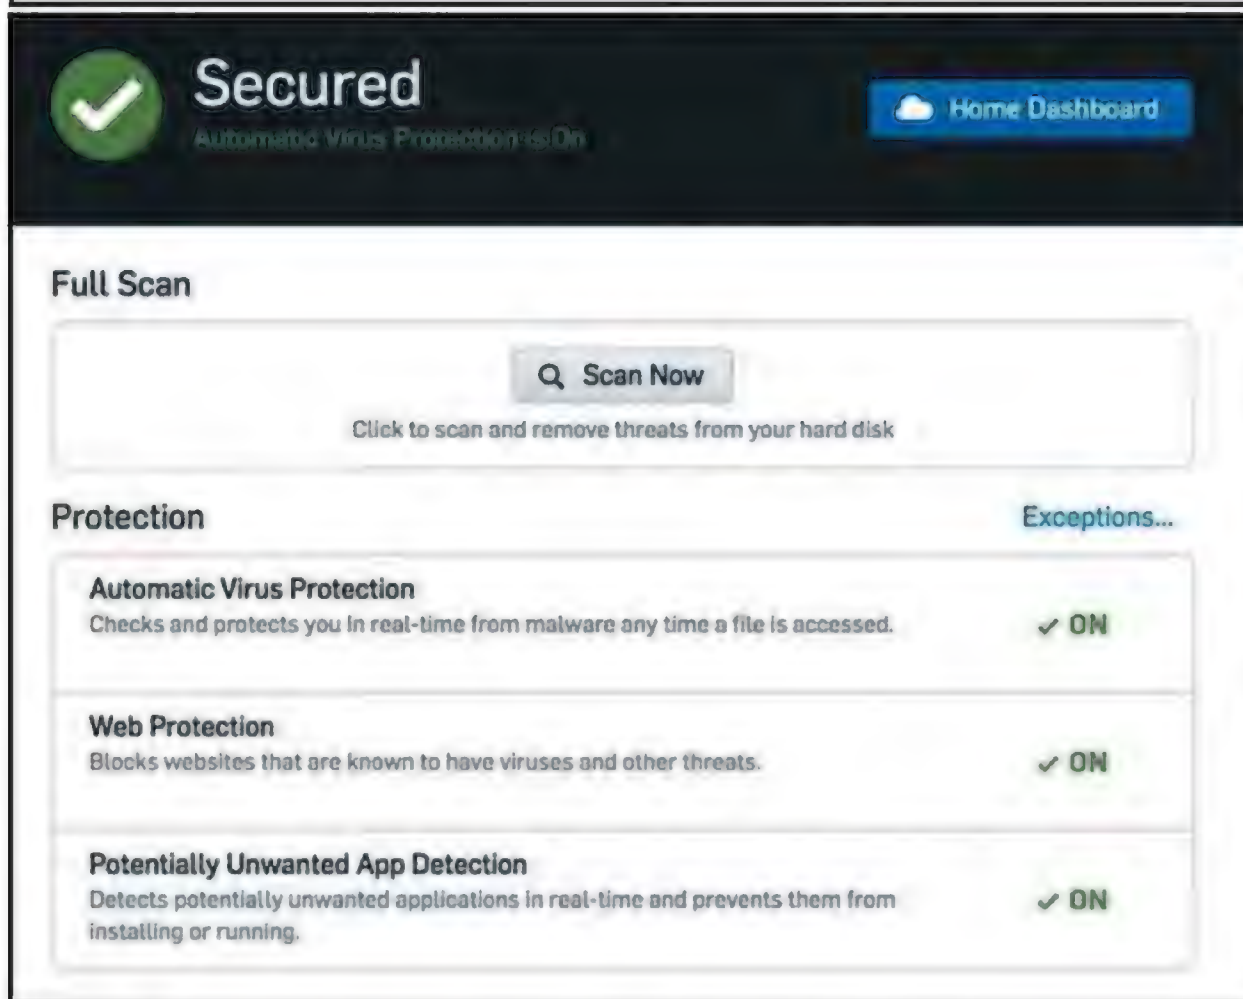 Secured
Automatic Virus Protection is On
Home Dashboard
Full Scan
Scan Now
Click to scan and remove threats from your hard disk
Protection
Exceptions...
Automatic Virus Protection
Checks and protects you in real-time from malware any time a file is accessed.
ON
Web Protection
Blocks websites that are known to have viruses and other threats.
ON
Potentially Unwanted App Detection
Detects potentially unwanted applications in real-time and prevents them from
installing or running.
ON